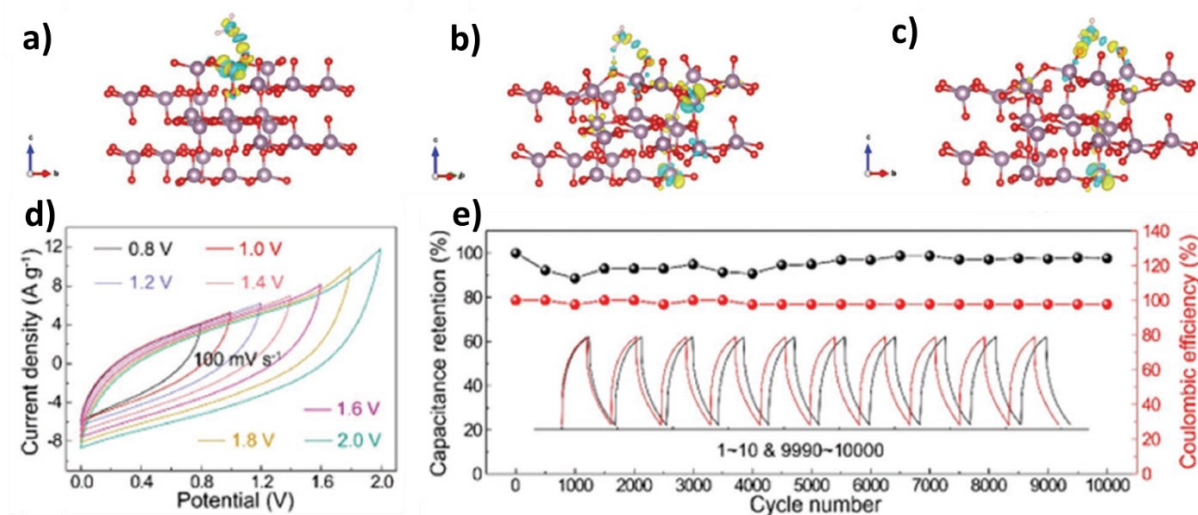 a)
b)
c)
c
b
c
b
c
b
d)
Current density (A g⁻¹)
12
8
4
0
-4
-8
0.8 V
1.0 V
1.2 V
1.4 V
100 mV s⁻¹
1.6 V
1.8 V
2.0 V
0.0
0.4
0.8
1.2
1.6
2.0
Potential (V)
e)
Capacitance retention (%)
100
80
60
40
20
1~10 & 9990~10000
0
1000
2000
3000
4000
5000
6000
7000
8000
9000
10000
Cycle number
140
120
100
80
60
40
20
Coulombic efficiency (%)